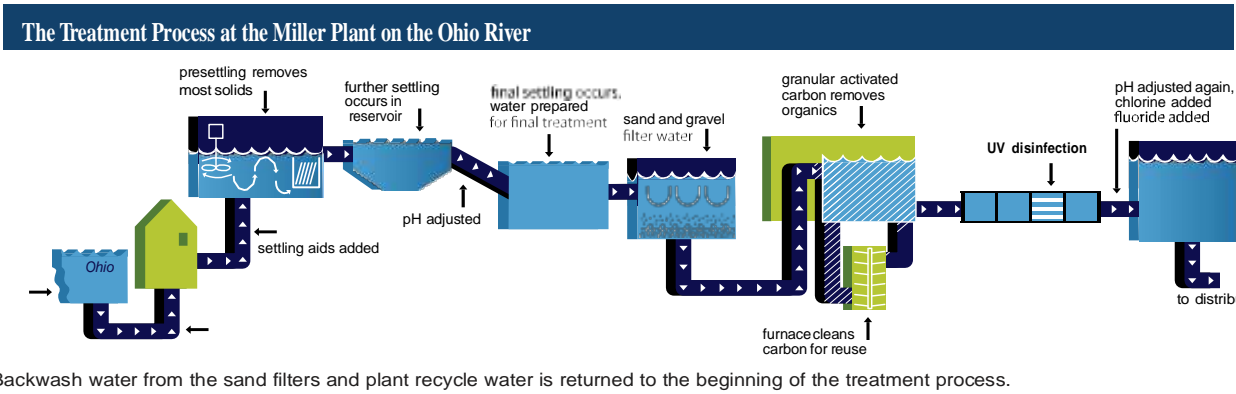 The Treatment Process at the Miller Plant on the Ohio River
presettling removes
most solids
further settling
occurs in
reservoir
final settling occurs,
water prepared
for final treatment
sand and gravel
filter water
granular activated
carbon removes
organics
UV disinfection
pH adjusted again,
chlorine added
fluoride added
pH adjusted
settling aids added
Ohio
to distrib
furnace cleans
carbon for reuse
Backwash water from the sand filters and plant recycle water is returned to the beginning of the treatment process.